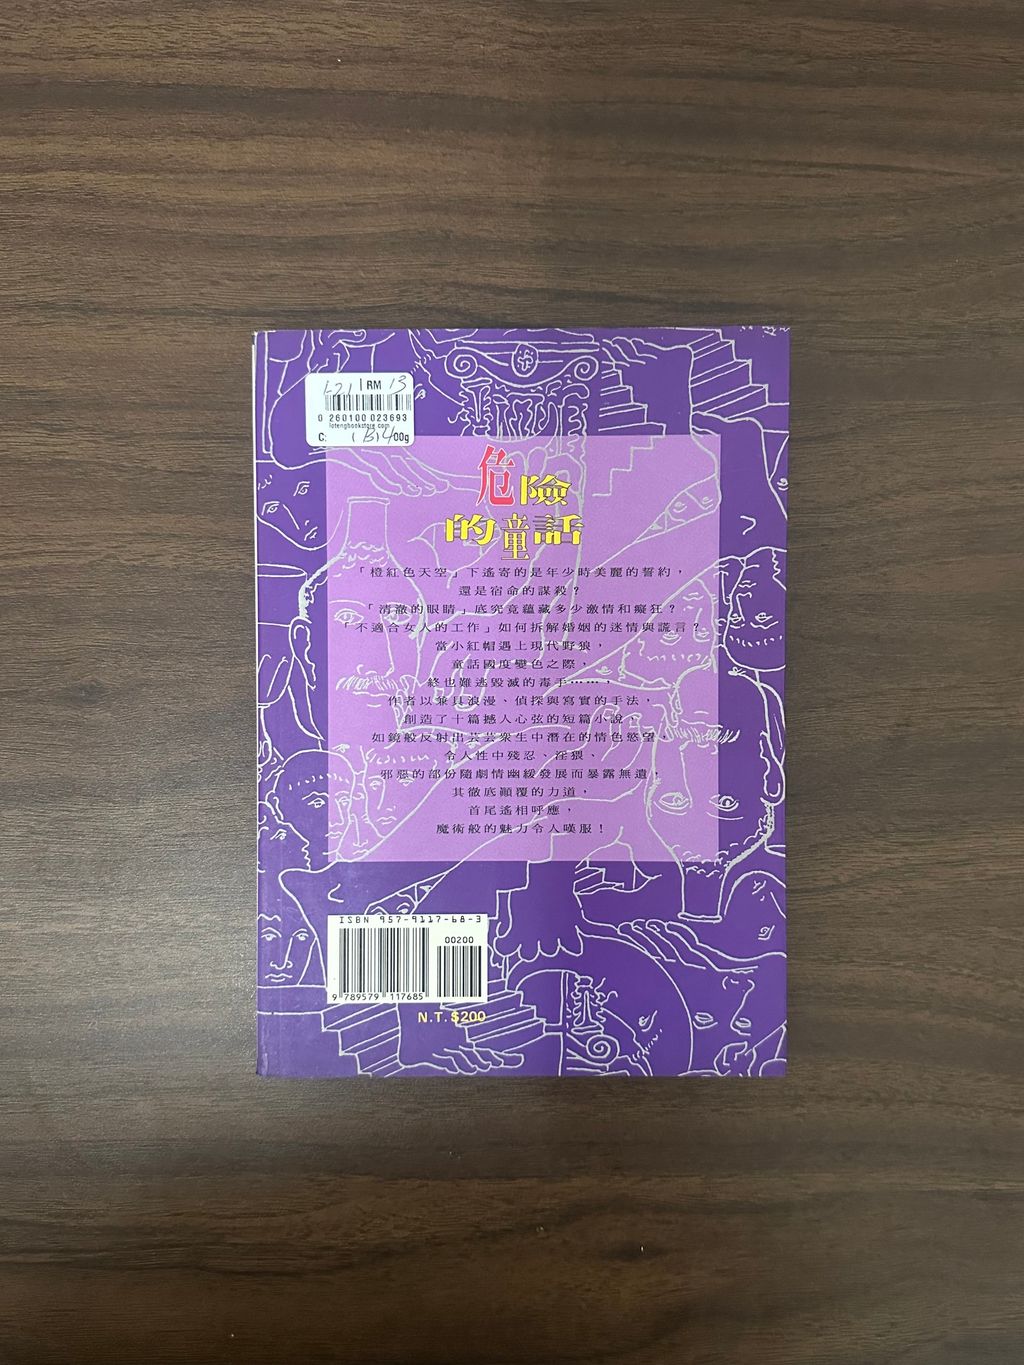 RM 13
0 260100 023693
lotengbookstore.com
C:
00g
危險
的童話
「橙紅色天空」下遙寄的是年少時美麗的誓約，
還是宿命的謀殺？
「清澈的眼睛」底究竟蘊藏多少激情和癡狂？
「不適合女人的工作」如何拆解婚姻的迷情與謊言？
當小紅帽遇上現代野狼，
童話國度變色之際，
終也難逃毀滅的毒手………，
作者以兼具浪漫、偵探與寫實的手法，
創造了十篇撼人心弦的短篇小說，
如鏡般反射出芸芸眾生中潛在的情色慾望，
令人性中殘忍、淫猥、
邪惡的部份隨劇情幽緩發展而暴露無遺，
其徹底顛覆的力道，
首尾遙相呼應，
魔術般的魅力令人嘆服！
ISBN 957-9117-68-3
00200
9 789579 117685
N.T.$200